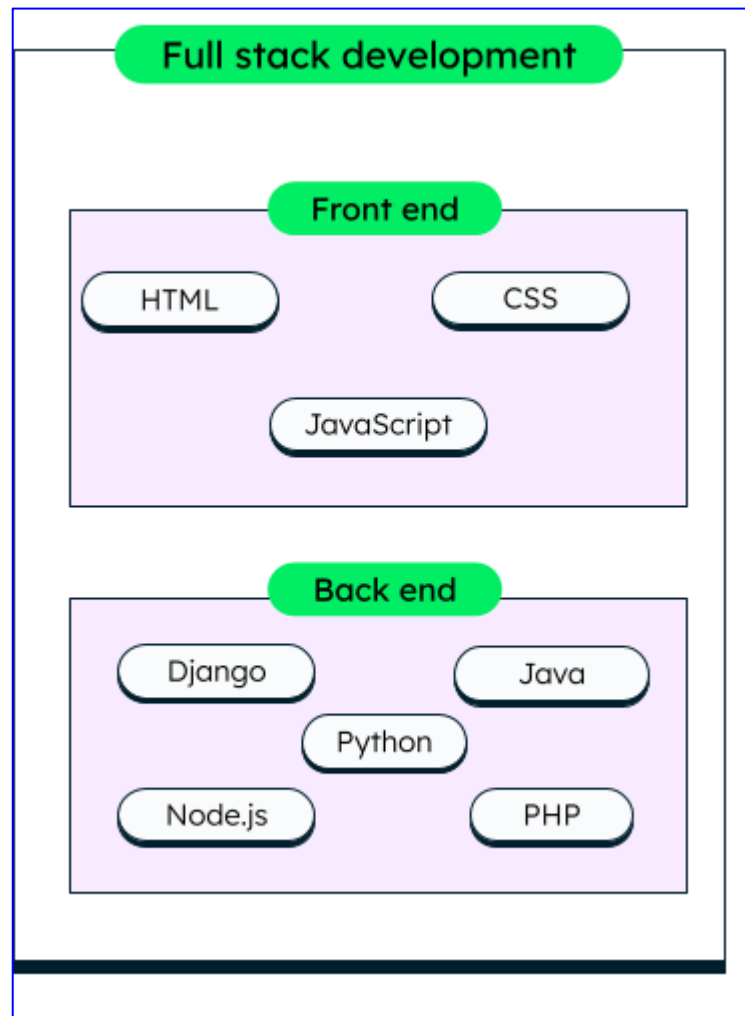 Full stack development
Front end
HTML
CSS
JavaScript
Back end
Django
Java
Python
Node.js
PHP